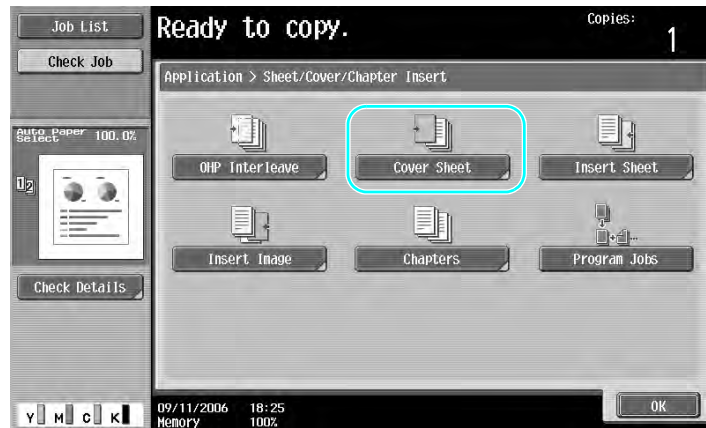 Job List
Check Job
Ready to copy.
Copies:
1
Application > Sheet/Cover/Chapter Insert
Auto Paper Select 100.0%
12
OHP Interleave
Cover Sheet
Insert Sheet
Insert Image
Chapters
Program Jobs
Check Details
OK
Y M C K
09/11/2006 18:25
Memory 100%